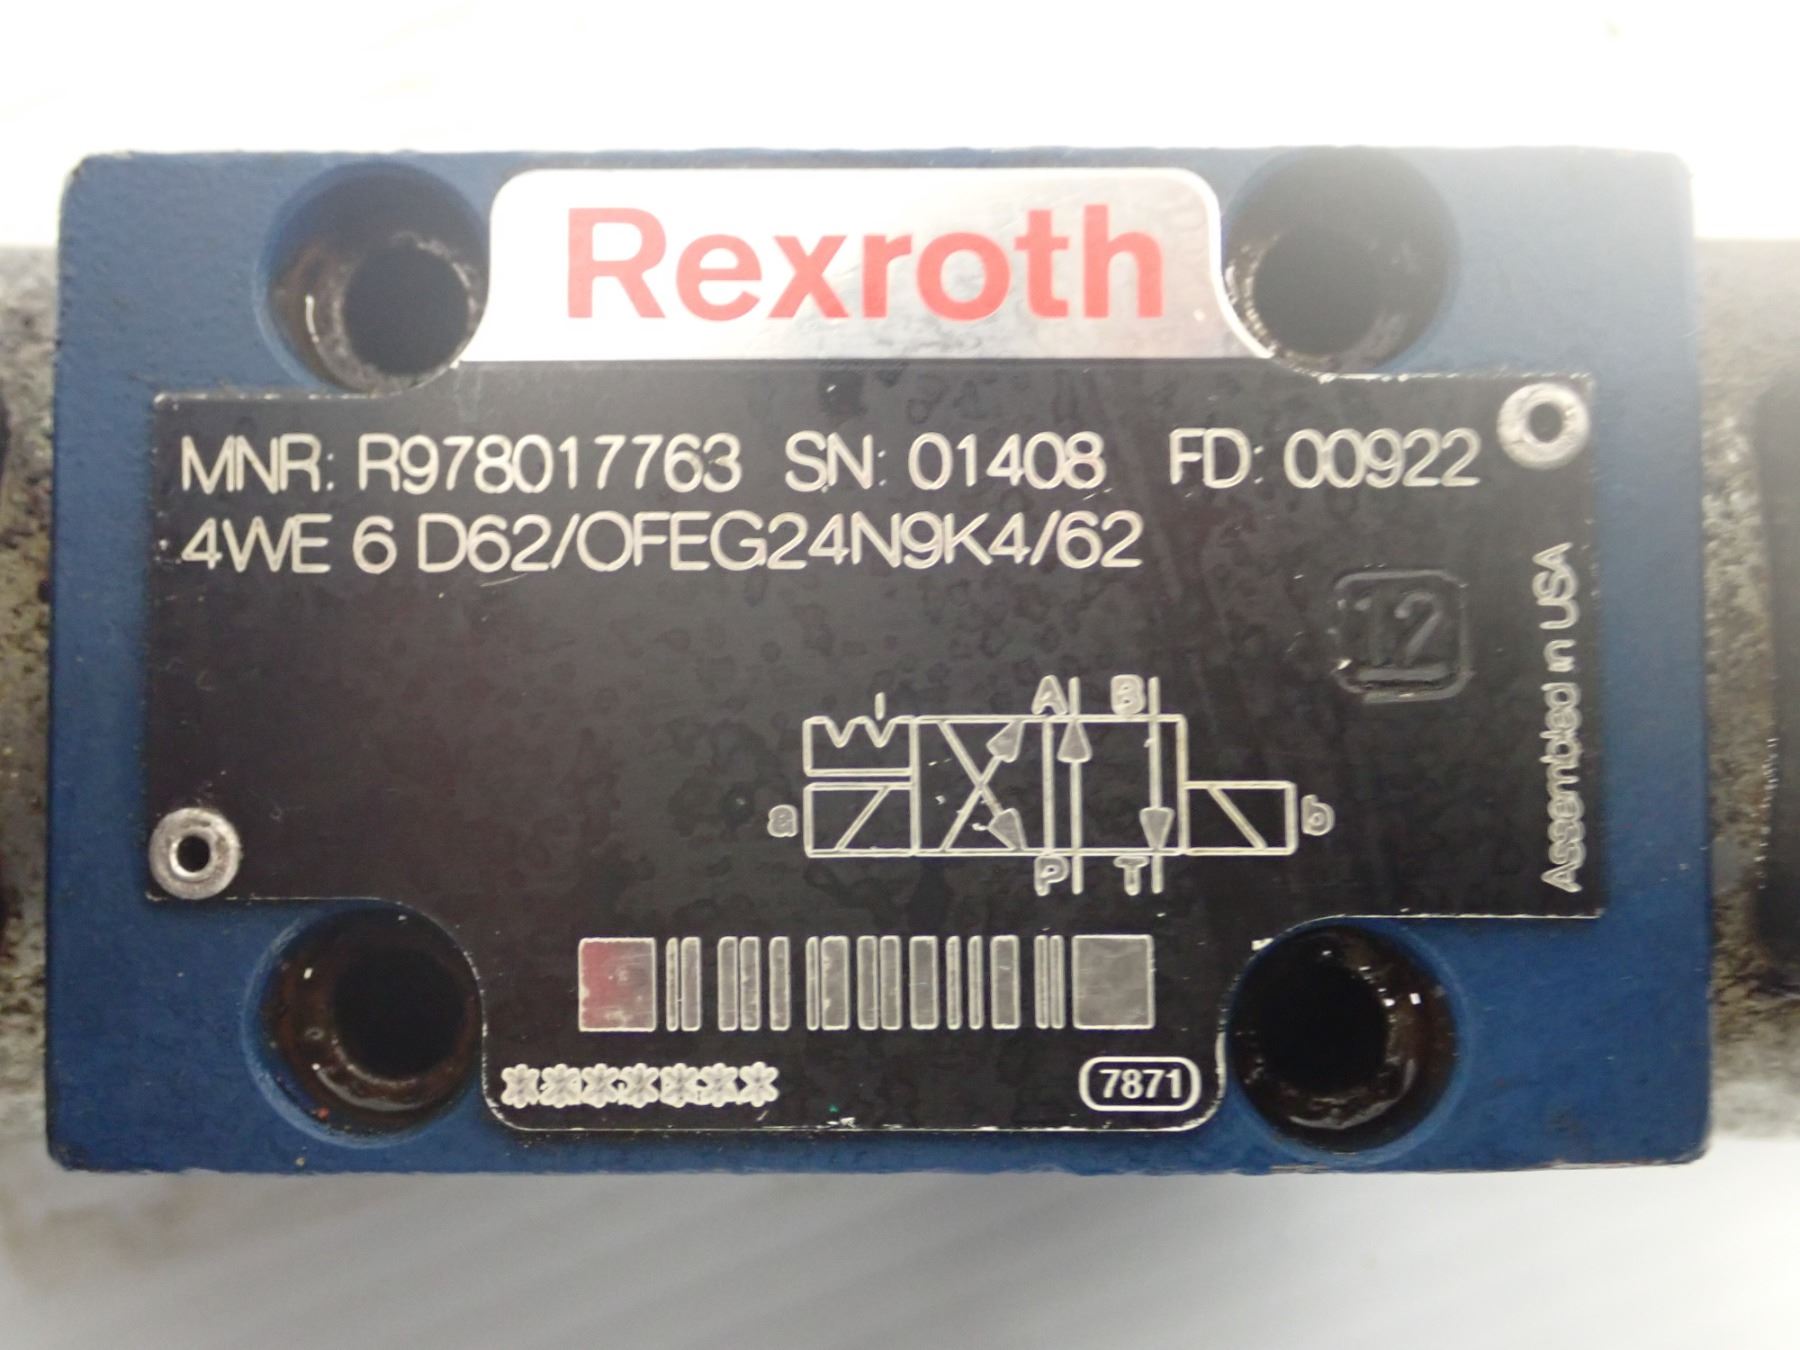 Rexroth
MNR: R978017763 SN: 01408 FD: 00922
4WE 6 D62/OFEG24N9K4/62
12
Assembled in USA
A B
a b
P T
*******
7871